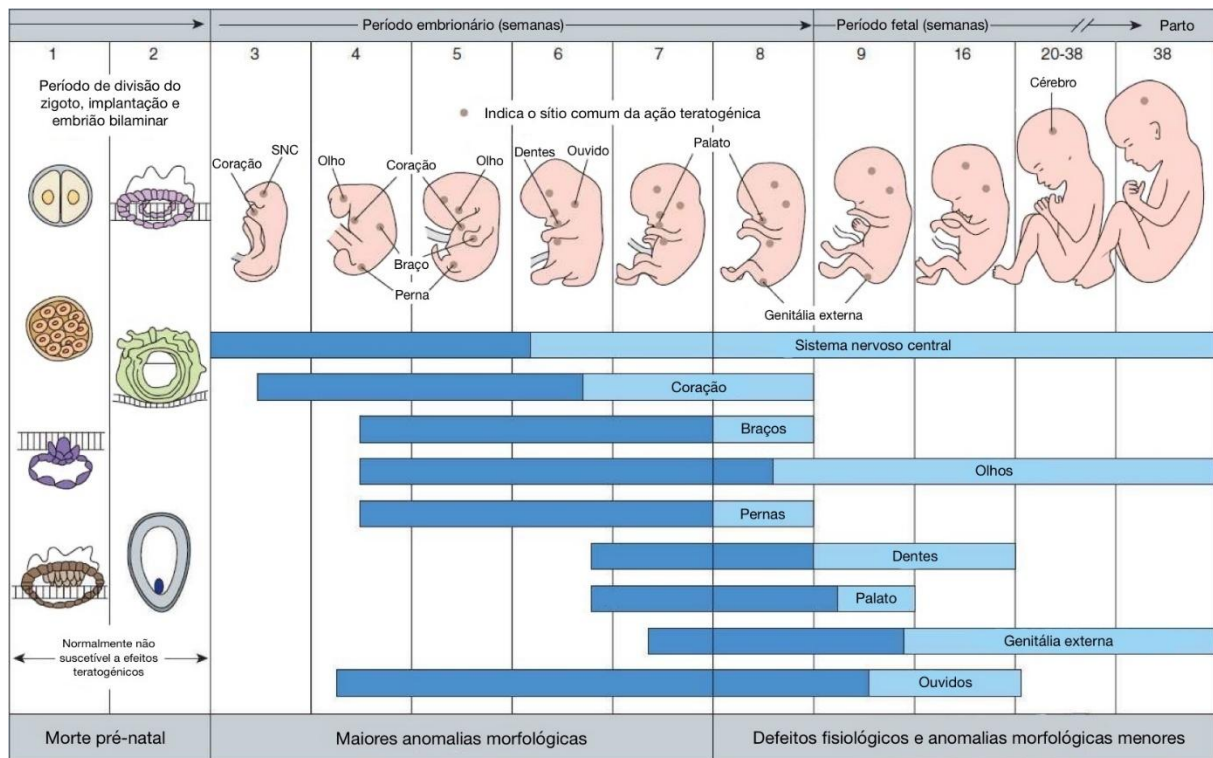 Período embrionário (semanas)
Período fetal (semanas)
Parto
1 2 3 4 5 6 7 8 9 16 20-38 38
Período de divisão do
zigoto, implantação e
embrião bilaminar
Indica o sítio comum da ação teratogénica
Cérebro
Coração
SNC
Olho
Coração
Olho
Dentes
Ouvido
Palato
Braço
Perna
Genitália externa
Sistema nervoso central
Coração
Braços
Olhos
Pernas
Dentes
Palato
Genitália externa
Ouvidos
Normalmente não
suscetível a efeitos
teratogénicos
Morte pré-natal
Maiores anomalias morfológicas
Defeitos fisiológicos e anomalias morfológicas menores